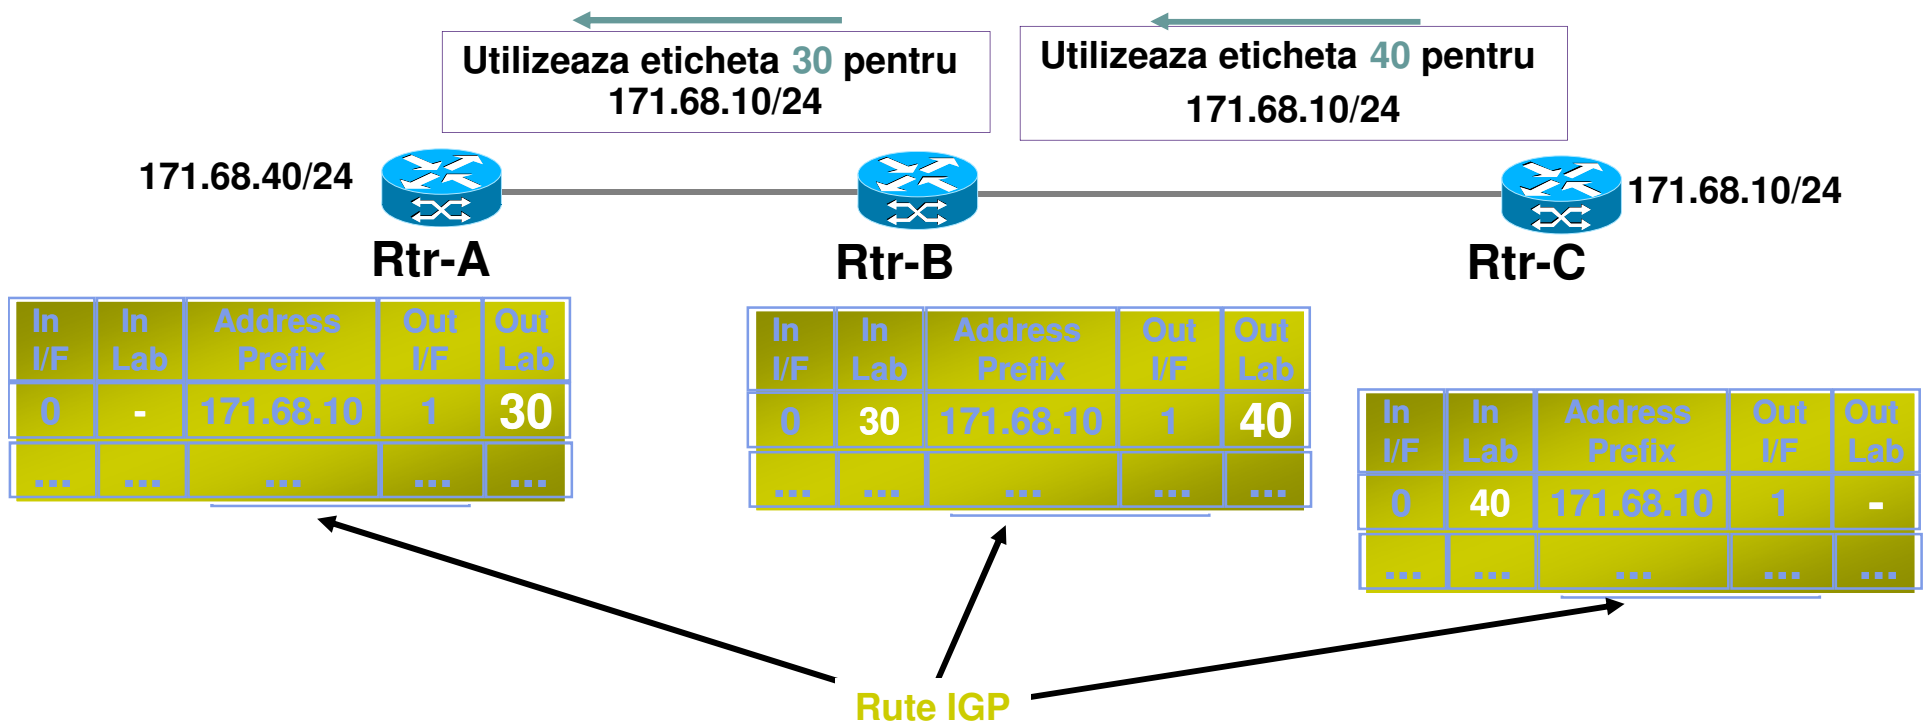 Utilizeaza eticheta 30 pentru
171.68.10/24
Utilizeaza eticheta 40 pentru
171.68.10/24
171.68.40/24
171.68.10/24
Rtr-A
Rtr-B
Rtr-C
In I/F In Lab Address Prefix Out I/F Out Lab
0 - 171.68.10 1 30
... ... ... ... ...
In I/F In Lab Address Prefix Out I/F Out Lab
0 30 171.68.10 1 40
... ... ... ... ...
In I/F In Lab Address Prefix Out I/F Out Lab
0 40 171.68.10 1 -
... ... ... ... ...
Rute IGP